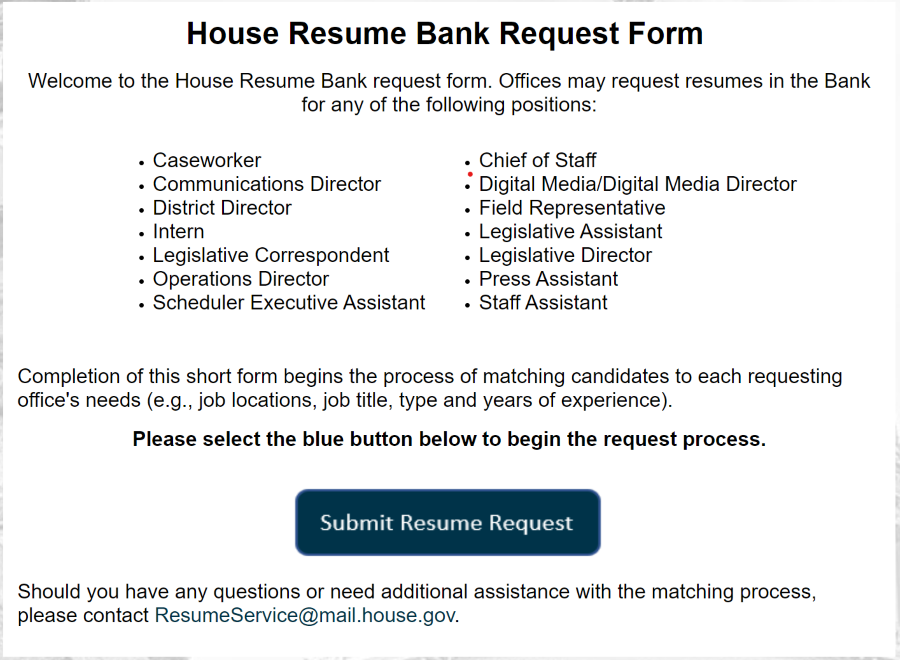 House Resume Bank Request Form
Welcome to the House Resume Bank request form. Offices may request resumes in the Bank
for any of the following positions:
• Caseworker
• Communications Director
• District Director
• Intern
• Legislative Correspondent
• Operations Director
• Scheduler Executive Assistant
• Chief of Staff
• Digital Media/Digital Media Director
• Field Representative
• Legislative Assistant
• Legislative Director
• Press Assistant
• Staff Assistant
Completion of this short form begins the process of matching candidates to each requesting
office's needs (e.g., job locations, job title, type and years of experience).
Please select the blue button below to begin the request process.
Submit Resume Request
Should you have any questions or need additional assistance with the matching process,
please contact ResumeService@mail.house.gov.